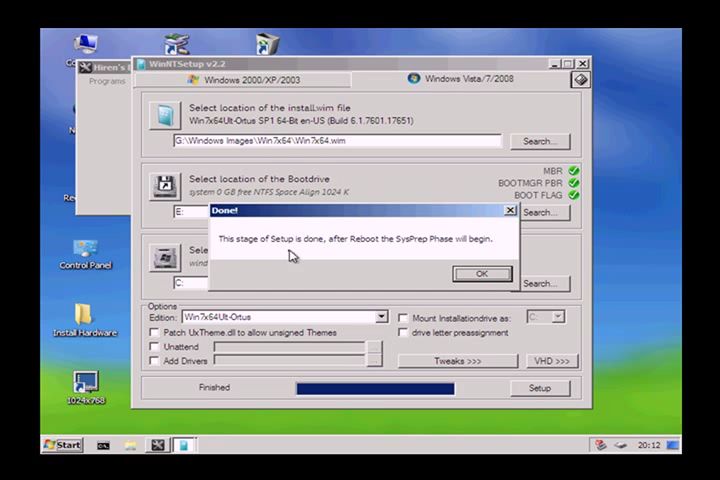 WinNTSetup v2.2
Hiren's
Programs
Windows 2000/XP/2003
Windows Vista/7/2008
Select location of the install.wim file
Win7x64Ult-Ortus SP1 64-Bt en-US (Build 6.1.7601.17651)
G:\Windows Images\Win7x64\Win7x64.wim
Search...
Select location of the Bootdrive
system 0 GB free NTFS Space Align 1024 K
MBR
BOOTMGR PBR
BOOT FLAG
E:
Search...
Done!
This stage of Setup is done, after Reboot the SysPrep Phase will begin.
OK
Sele
wind
C:
Search...
Control Panel
Install Hardware
1024x768
Options
Edition:
Win7x64Ult-Ortus
Mount Installationdrive as:
C:
Patch UxTheme.dll to allow unsigned Themes
drive letter preassignment
Unattend
Add Drivers
Tweaks >>>
VHD >>>
Finished
Setup
Start
20:12